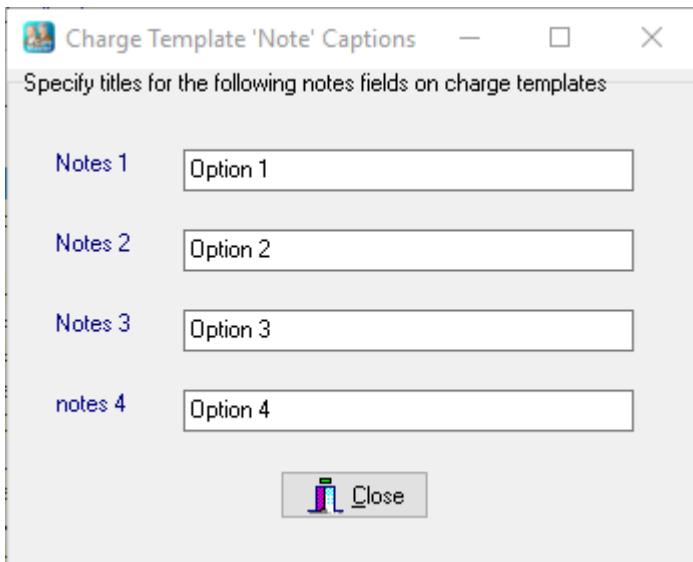 Charge Template 'Note' Captions
Specify titles for the following notes fields on charge templates
Notes 1 Option 1
Notes 2 Option 2
Notes 3 Option 3
notes 4 Option 4
Close